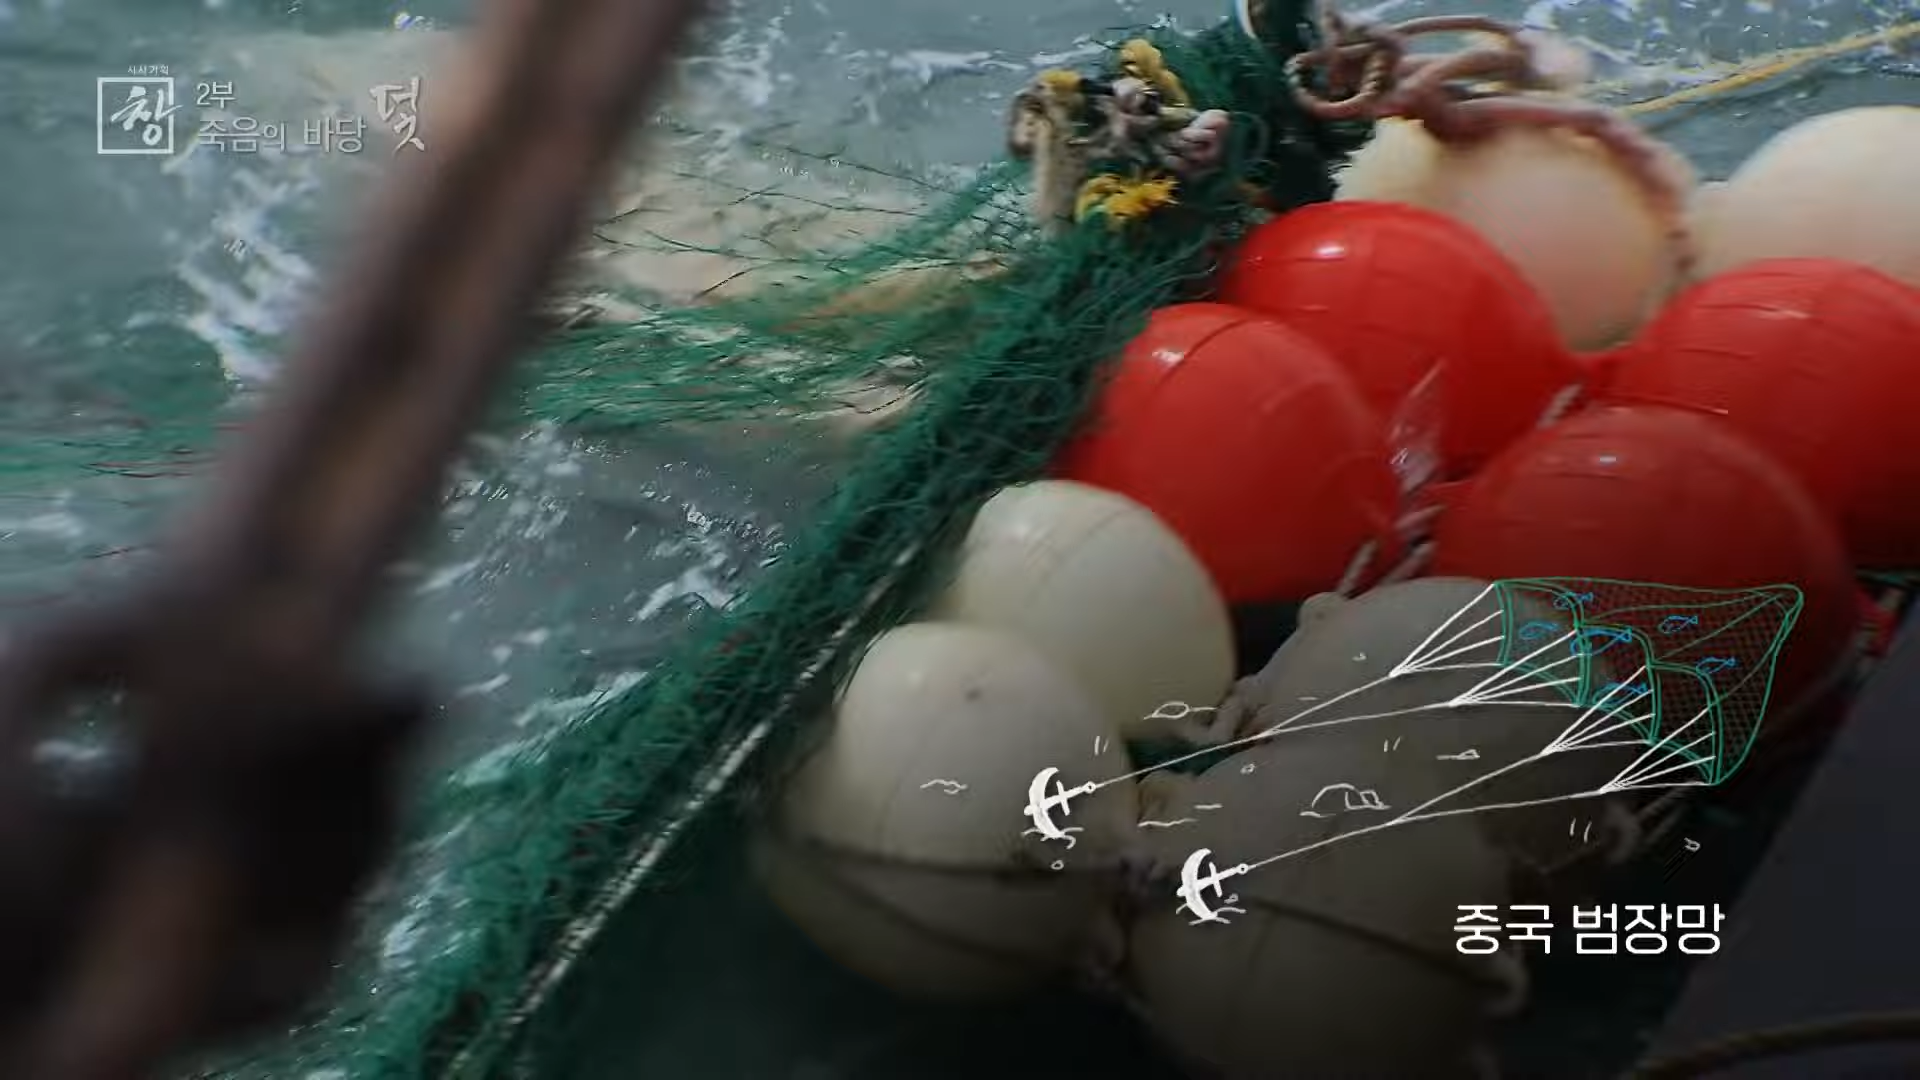 시사기획
창
2부
죽음의 바당 덫
중국 범장망